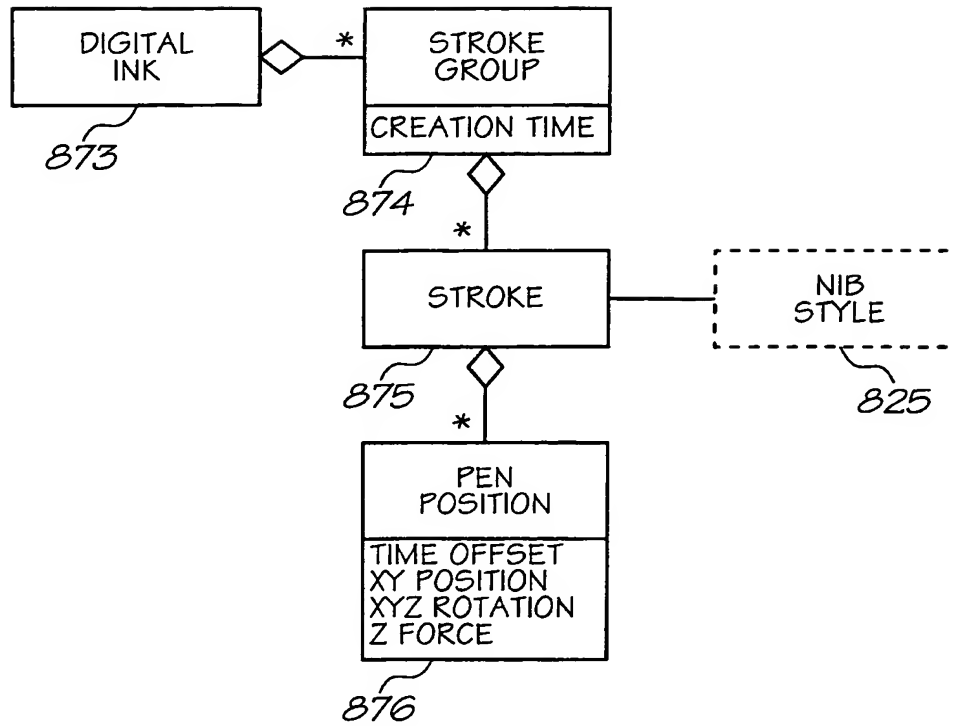 DIGITAL
INK
*
STROKE
GROUP
CREATION TIME
873
874
*
STROKE
NIB
STYLE
875
825
*
PEN
POSITION
TIME OFFSET
XY POSITION
XYZ ROTATION
Z FORCE
876